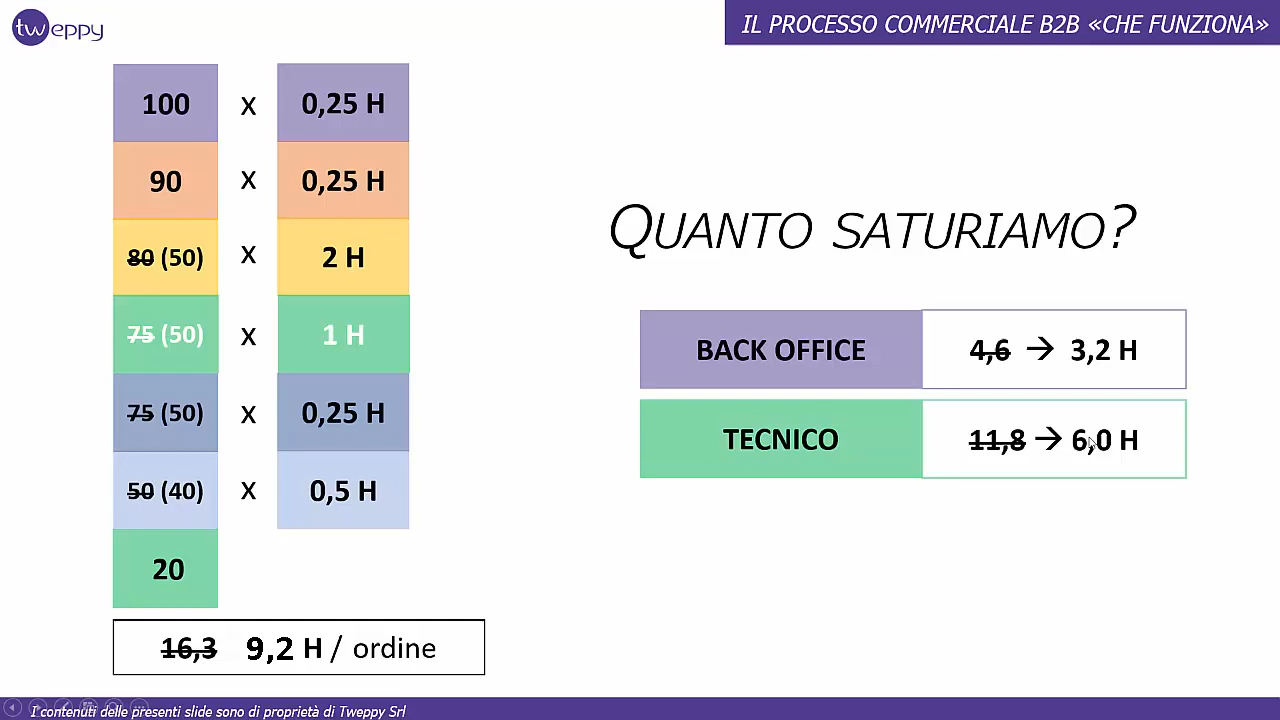 tweppy
IL PROCESSO COMMERCIALE B2B «CHE FUNZIONA»
100 x 0,25 H
90 x 0,25 H
80 (50) x 2 H
75 (50) x 1 H
75 (50) x 0,25 H
50 (40) x 0,5 H
20
16,3 9,2 H / ordine
QUANTO SATURIAMO?
BACK OFFICE 4,6 → 3,2 H
TECNICO 11,8 → 6,0 H
I contenuti delle presenti slide sono di proprietà di Tweppy Srl